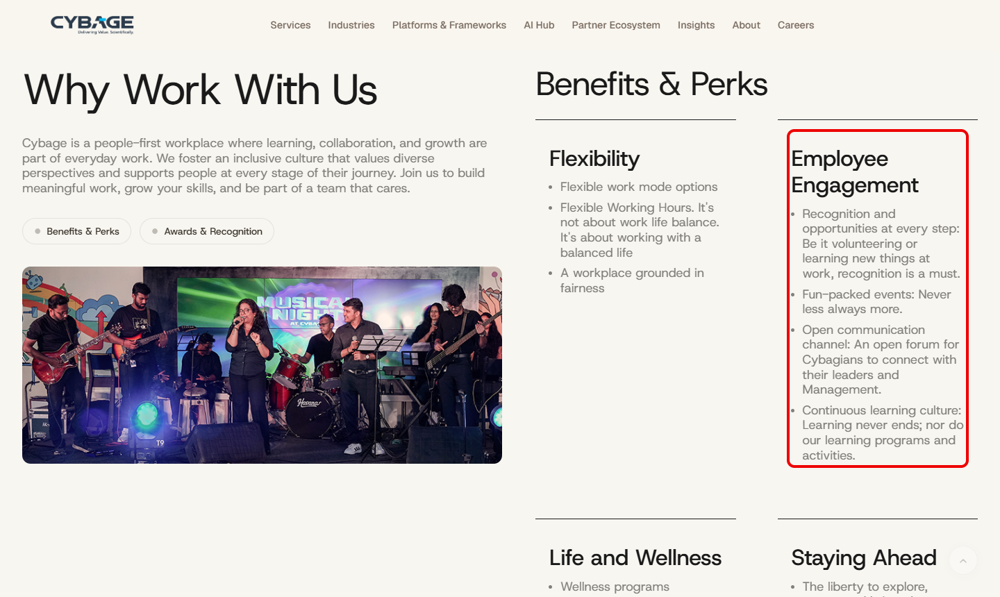 CYBAGE
Delivering Value. Scientifically.
Services Industries Platforms & Frameworks AI Hub Partner Ecosystem Insights About Careers
Why Work With Us
Cybage is a people-first workplace where learning, collaboration, and growth are
part of everyday work. We foster an inclusive culture that values diverse
perspectives and supports people at every stage of their journey. Join us to build
meaningful work, grow your skills, and be part of a team that cares.
Benefits & Perks
Awards & Recognition
MUSICAL
NIGHT
AT CYBA
Havana
T9
Benefits & Perks
Flexibility
• Flexible work mode options
• Flexible Working Hours. It's
not about work life balance.
It's about working with a
balanced life
• A workplace grounded in
fairness
Employee
Engagement
• Recognition and
opportunities at every step:
Be it volunteering or
learning new things at
work, recognition is a must.
• Fun-packed events: Never
less always more.
• Open communication
channel: An open forum for
Cybagians to connect with
their leaders and
Management.
• Continuous learning culture:
Learning never ends; nor do
our learning programs and
activities.
Life and Wellness
• Wellness programs
Staying Ahead
• The liberty to explore,